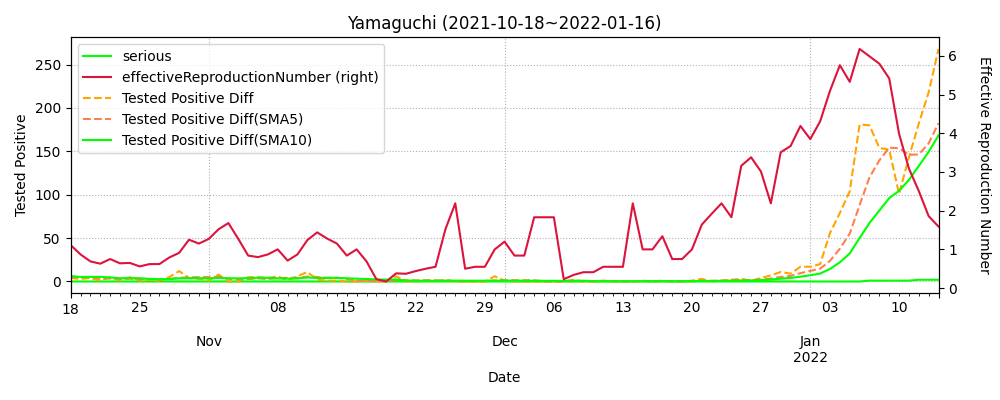 Yamaguchi (2021-10-18~2022-01-16)
serious
effectiveReproductionNumber (right)
Tested Positive Diff
Tested Positive Diff(SMA5)
Tested Positive Diff(SMA10)
Tested Positive
250
200
150
100
50
0
Effective Reproduction Number
6
5
4
3
2
1
0
18 25 08 15 22 29 06 13 20 27 03 10
Nov Dec Jan
2022
Date